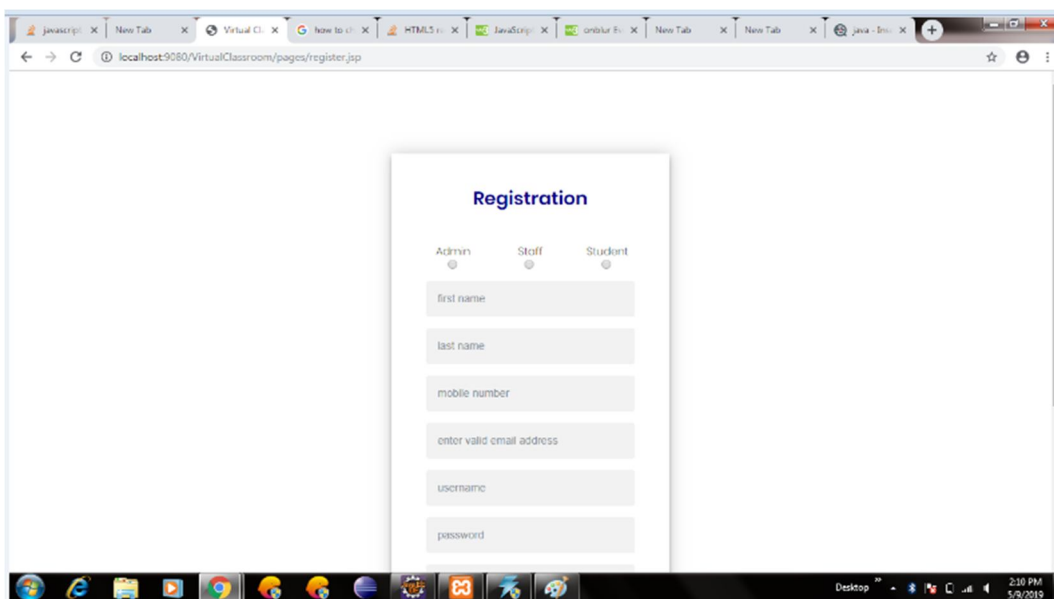 javascript New Tab Virtual Cl. how to ch HTML5 JavaScript onblur Ev New Tab New Tab java - Inv
localhost:9080/VirtualClassroom/pages/register.jsp
Registration
Admin Staff Student
first name
last name
mobile number
enter valid email address
username
password
Desktop
2:10 PM
5/9/2019